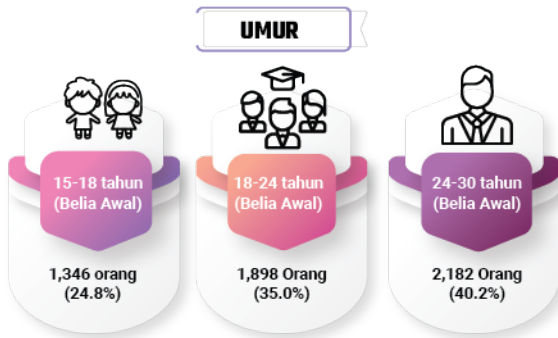 UMUR
15-18 tahun
(Belia Awal)
1,346 orang
(24.8%)
18-24 tahun
(Belia Awal)
1,898 Orang
(35.0%)
24-30 tahun
(Belia Awal)
2,182 Orang
(40.2%)